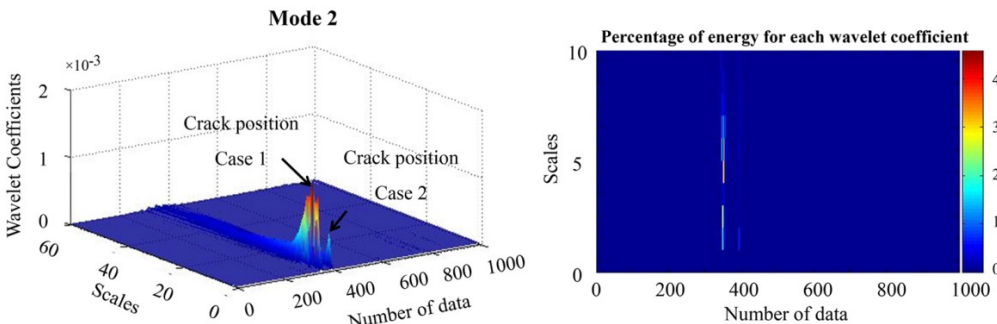 Mode 2
×10⁻³
2
1
0
Wavelet Coefficients
Crack position
Case 1
Crack position
Case 2
60
40
20
0
Scales
0
200
400
600
800
1000
Number of data
Percentage of energy for each wavelet coefficient
10
5
0
Scales
0
200
400
600
800
1000
Number of data
4
3
2
1
0